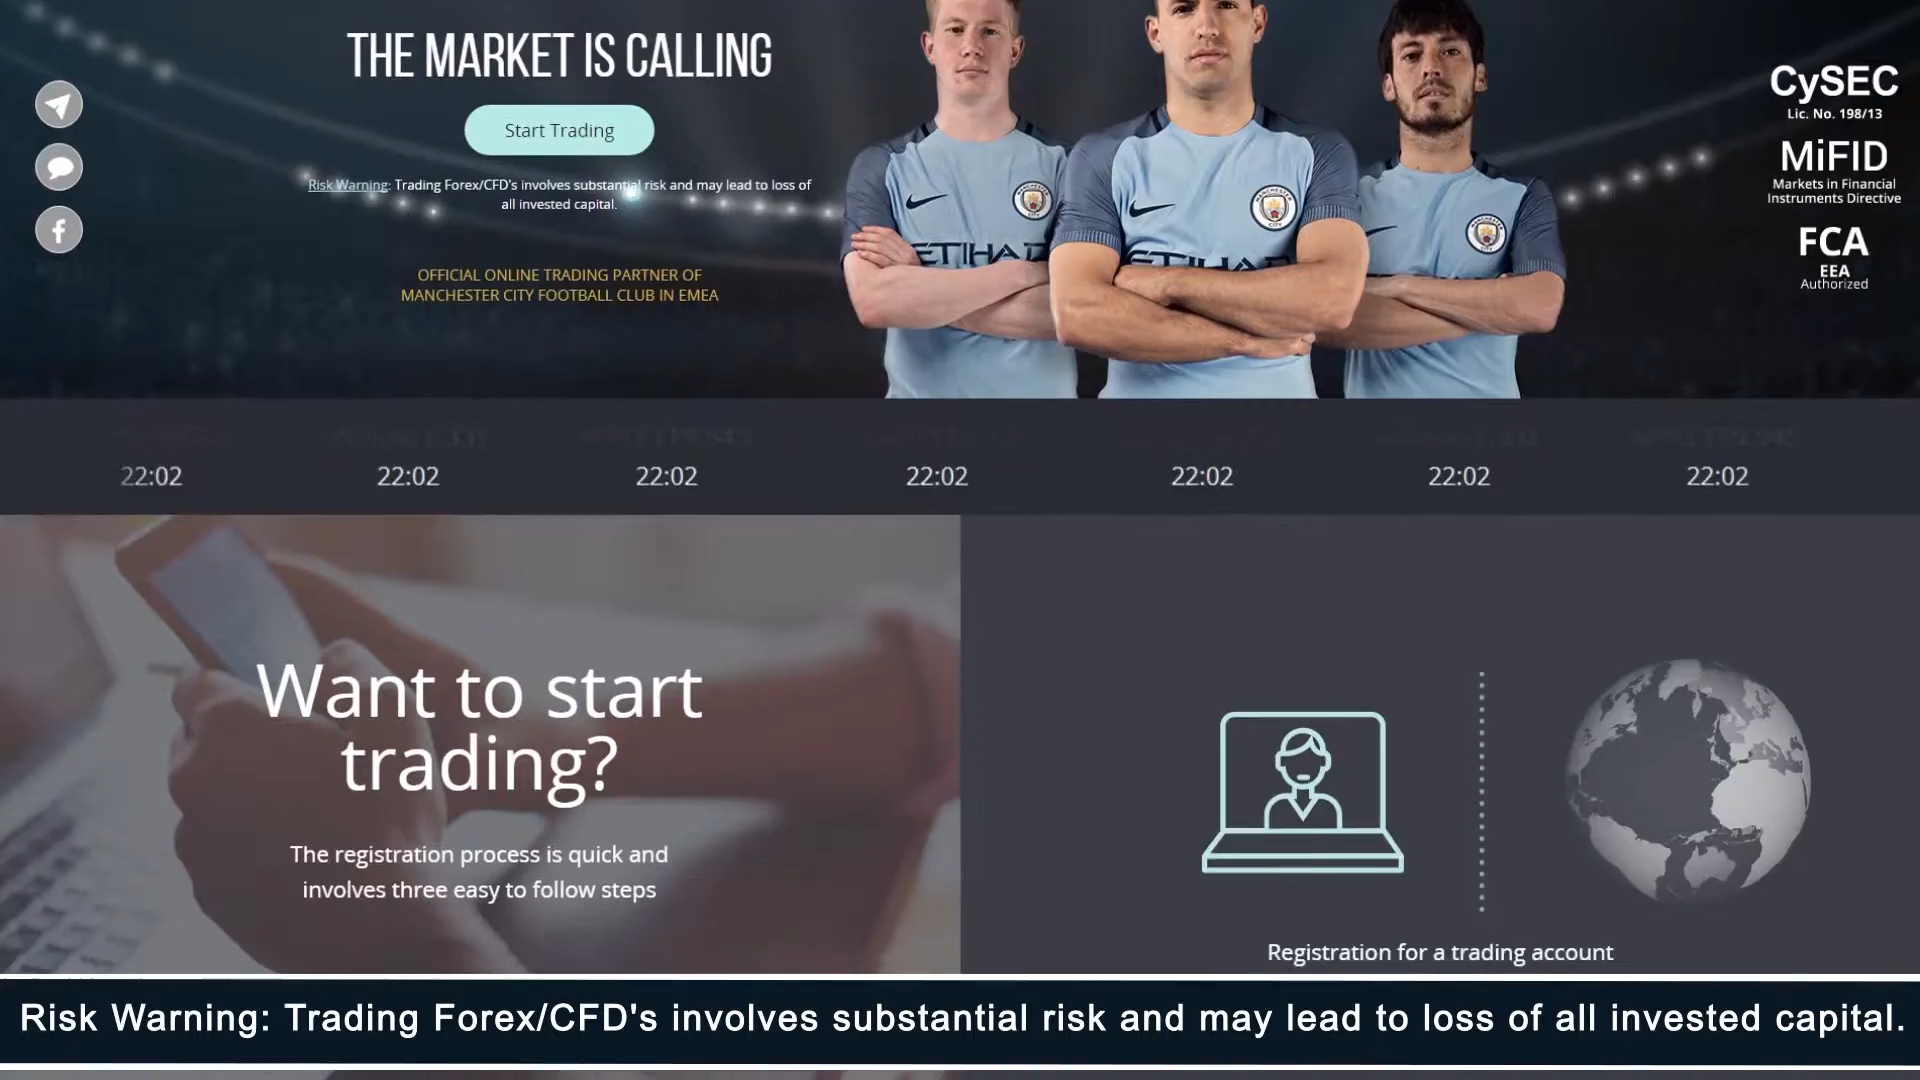 THE MARKET IS CALLING
Start Trading
Risk Warning: Trading Forex/CFD's involves substantial risk and may lead to loss of
all invested capital.
OFFICIAL ONLINE TRADING PARTNER OF
MANCHESTER CITY FOOTBALL CLUB IN EMEA
ETIHAD
ETIHAD
MANCHESTER
CITY
CySEC
Lic. No. 198/13
MiFID
Markets in Financial
Instruments Directive
FCA
EEA
Authorized
22:02
22:02
22:02
22:02
22:02
22:02
22:02
Want to start
trading?
The registration process is quick and
involves three easy to follow steps
Registration for a trading account
Risk Warning: Trading Forex/CFD's involves substantial risk and may lead to loss of all invested capital.